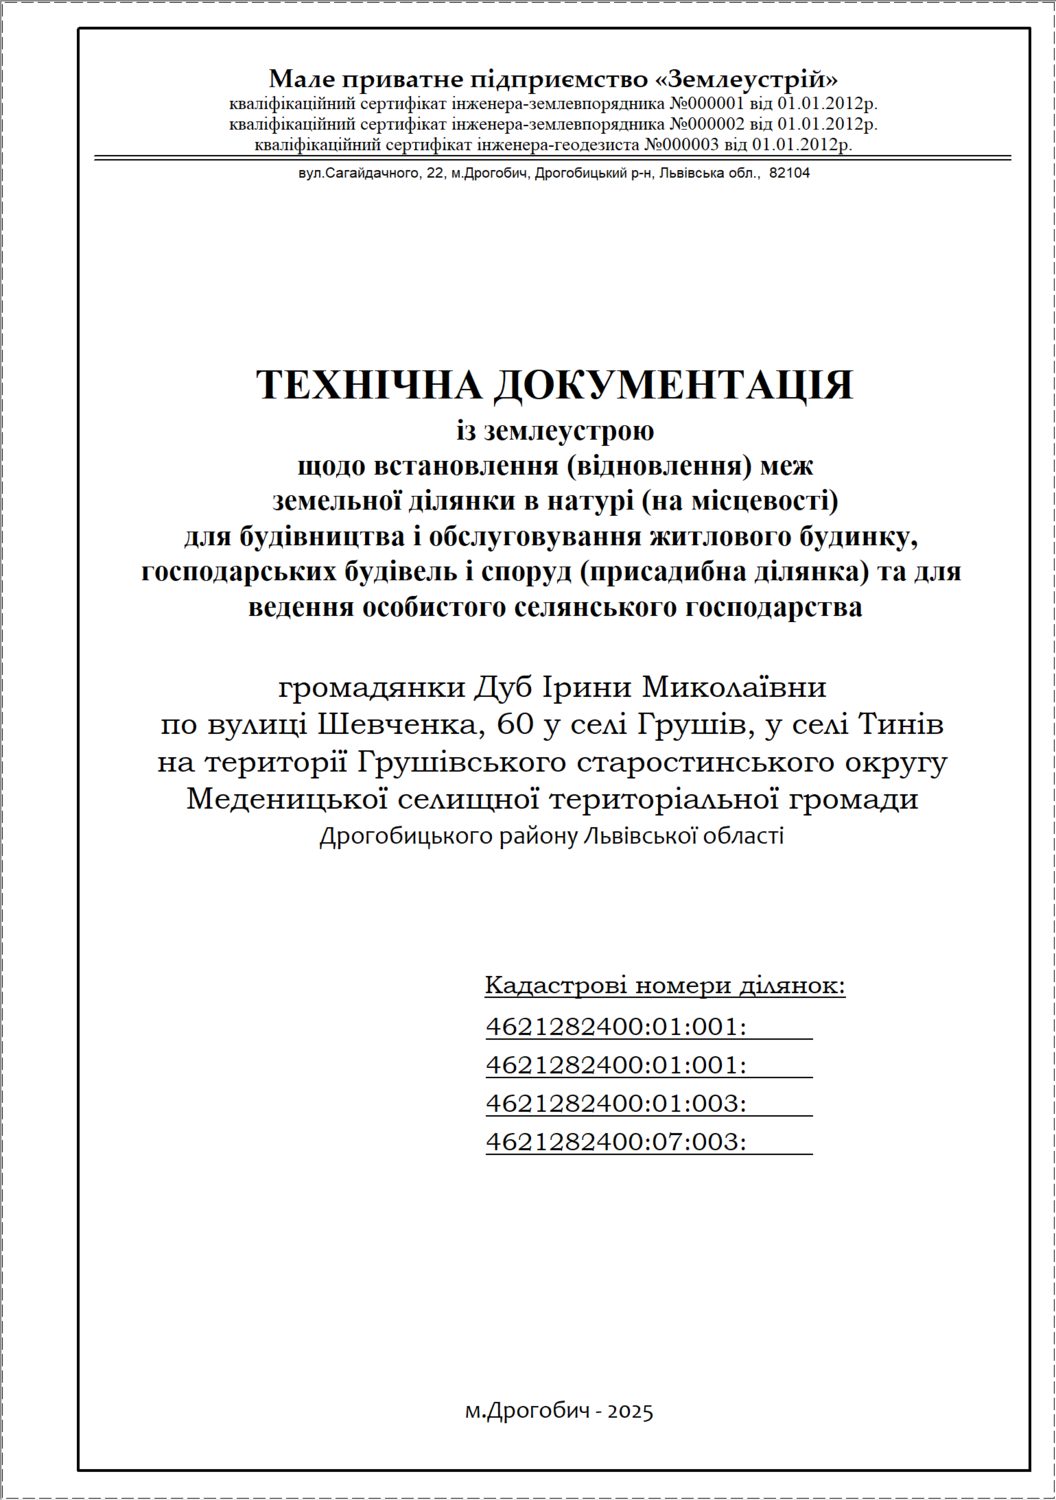 Мале приватне підприємство «Землеустрій»
кваліфікаційний сертифікат інженера-землевпорядника №000001 від 01.01.2012р.
кваліфікаційний сертифікат інженера-землевпорядника №000002 від 01.01.2012р.
кваліфікаційний сертифікат інженера-геодезиста №000003 від 01.01.2012р.
вул.Сагайдачного, 22, м.Дрогобич, Дрогобицький р-н, Львівська обл., 82104
ТЕХНІЧНА ДОКУМЕНТАЦІЯ
із землеустрою
щодо встановлення (відновлення) меж
земельної ділянки в натурі (на місцевості)
для будівництва і обслуговування житлового будинку,
господарських будівель і споруд (присадибна ділянка) та для
ведення особистого селянського господарства
громадянки Дуб Ірини Миколаївни
по вулиці Шевченка, 60 у селі Грушів, у селі Тинів
на території Грушівського старостинського округу
Меденицької селищної територіальної громади
Дрогобицького району Львівської області
Кадастрові номери ділянок:
4621282400:01:001:
4621282400:01:001:
4621282400:01:003:
4621282400:07:003:
м.Дрогобич - 2025